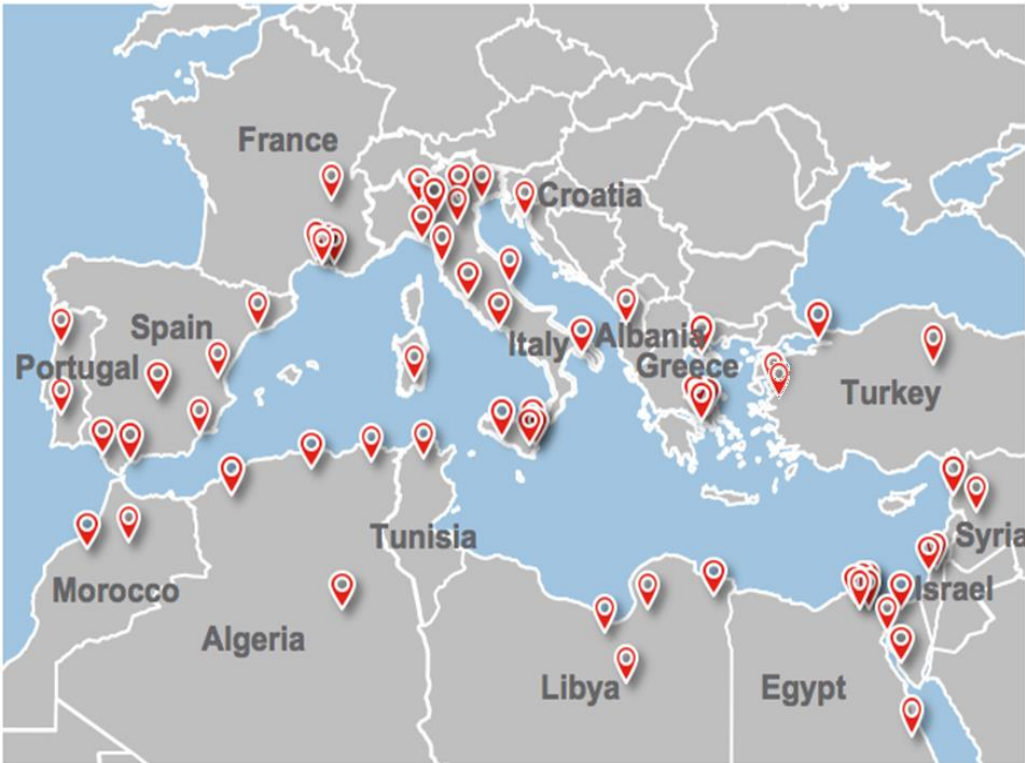 France
Croatia
Spain
Italy
Albania
Portugal
Greece
Turkey
Tunisia
Syria
Morocco
Israel
Algeria
Libya
Egypt